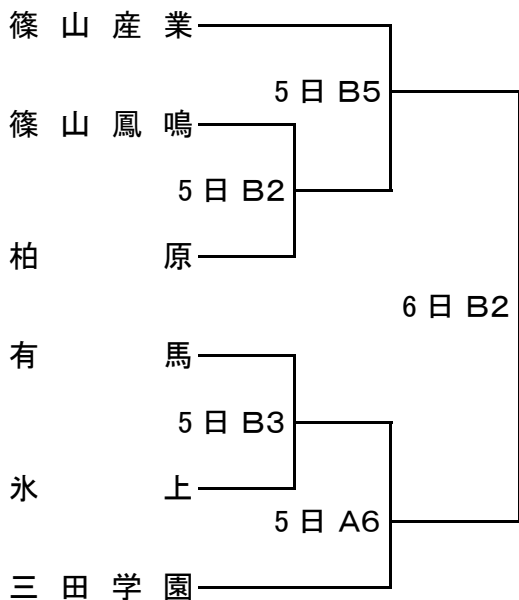 篠山産業
5日 B5
篠山鳳鳴
5日 B2
柏原
6日 B2
有馬
5日 B3
氷上
5日 A6
三田学園